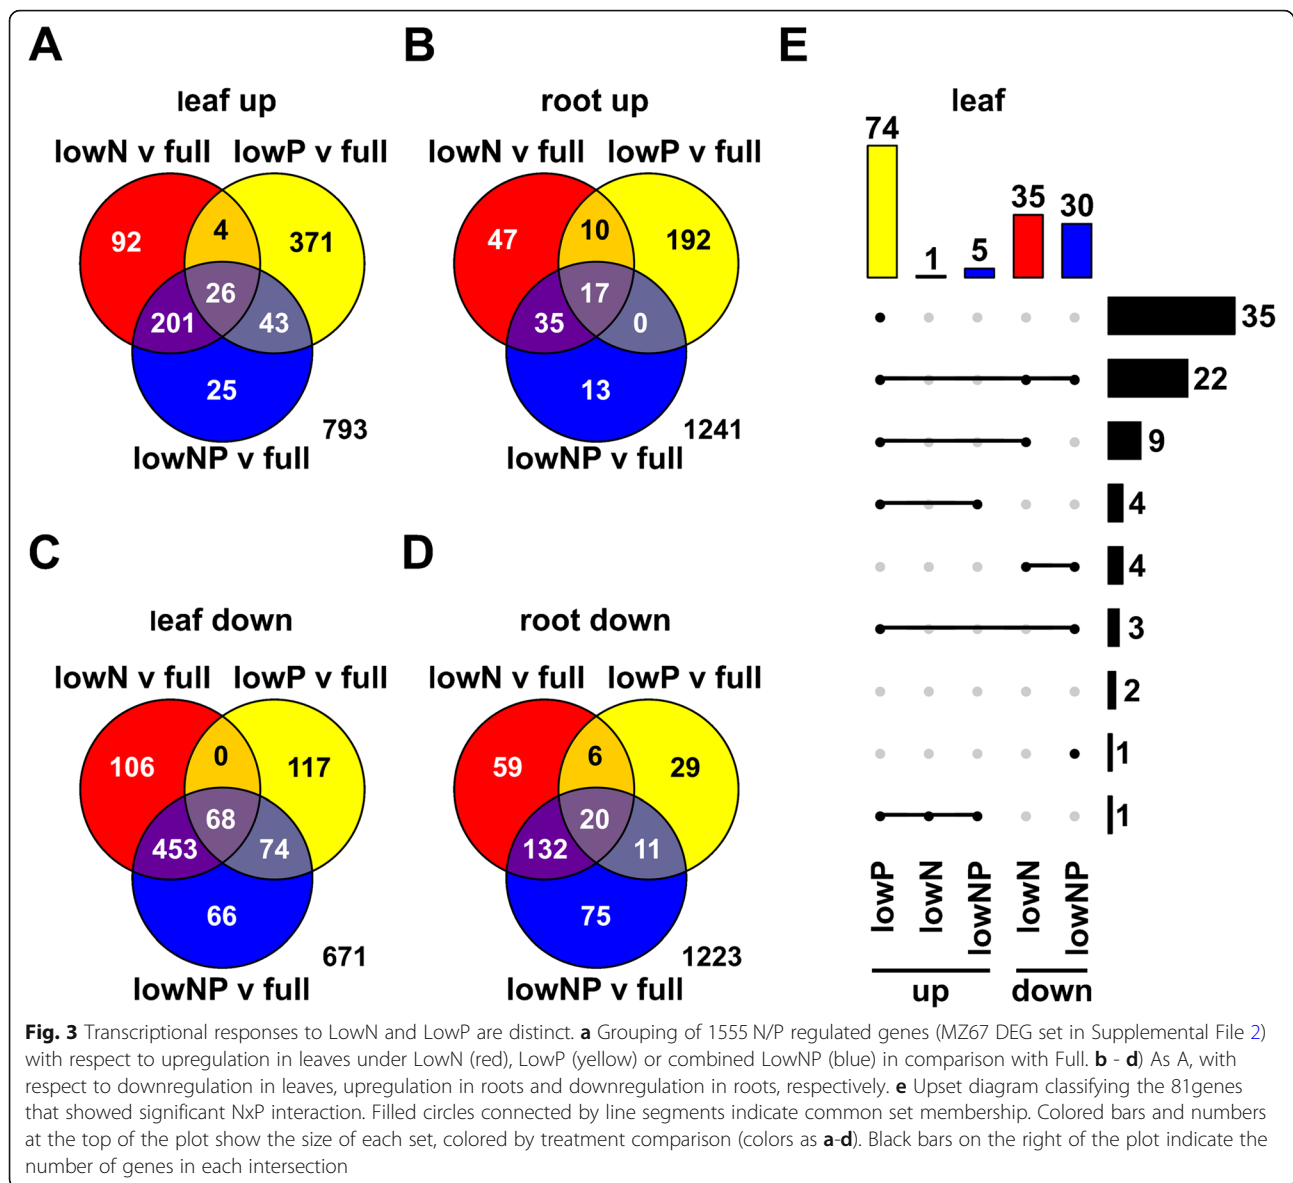 A
leaf up
lowN v full lowP v full
92 4 371
26
201 43
25
793
lowNP v full
B
root up
lowN v full lowP v full
47 10 192
17
35 0
13
1241
lowNP v full
C
leaf down
lowN v full lowP v full
106 0 117
68
453 74
66
671
lowNP v full
D
root down
lowN v full lowP v full
59 6 29
20
132 11
75
1223
lowNP v full
E
leaf
74 1 5 35 30
35
22
9
4
4
3
2
1
1
lowP lowN lowNP lowN lowNP
up down
Fig. 3 Transcriptional responses to LowN and LowP are distinct. a Grouping of 1555 N/P regulated genes (MZ67 DEG set in Supplemental File 2)
with respect to upregulation in leaves under LowN (red), LowP (yellow) or combined LowNP (blue) in comparison with Full. b - d) As A, with
respect to downregulation in leaves, upregulation in roots and downregulation in roots, respectively. e Upset diagram classifying the 81genes
that showed significant NxP interaction. Filled circles connected by line segments indicate common set membership. Colored bars and numbers
at the top of the plot show the size of each set, colored by treatment comparison (colors as a-d). Black bars on the right of the plot indicate the
number of genes in each intersection